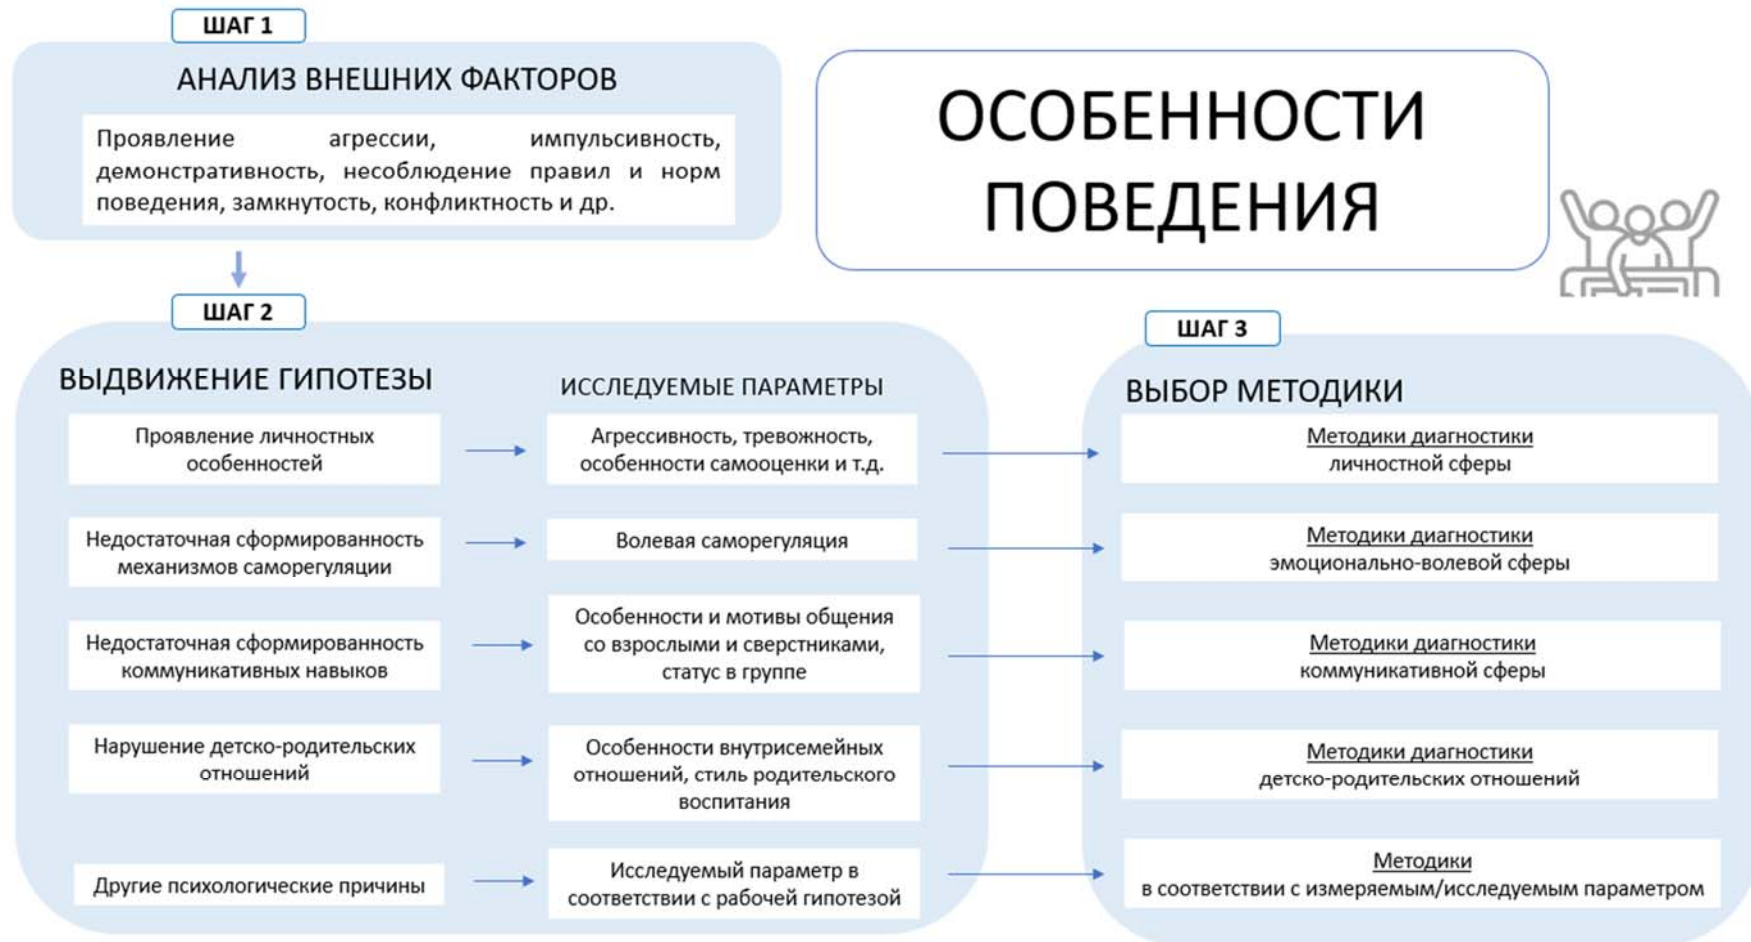 ШАГ 1
АНАЛИЗ ВНЕШНИХ ФАКТОРОВ
Проявление агрессии, импульсивность,
демонстративность, несоблюдение правил и норм
поведения, замкнутость, конфликтность и др.
ОСОБЕННОСТИ
ПОВЕДЕНИЯ
ШАГ 2
ВЫДВИЖЕНИЕ ГИПОТЕЗЫ
ИССЛЕДУЕМЫЕ ПАРАМЕТРЫ
Проявление личностных
особенностей
Агрессивность, тревожность,
особенности самооценки и т.д.
Недостаточная сформированность
механизмов саморегуляции
Волевая саморегуляция
Недостаточная сформированность
коммуникативных навыков
Особенности и мотивы общения
со взрослыми и сверстниками,
статус в группе
Нарушение детско-родительских
отношений
Особенности внутрисемейных
отношений, стиль родительского
воспитания
Другие психологические причины
Исследуемый параметр в
соответствии с рабочей гипотезой
ШАГ 3
ВЫБОР МЕТОДИКИ
Методики диагностики
личностной сферы
Методики диагностики
эмоционально-волевой сферы
Методики диагностики
коммуникативной сферы
Методики диагностики
детско-родительских отношений
Методики
в соответствии с измеряемым/исследуемым параметром